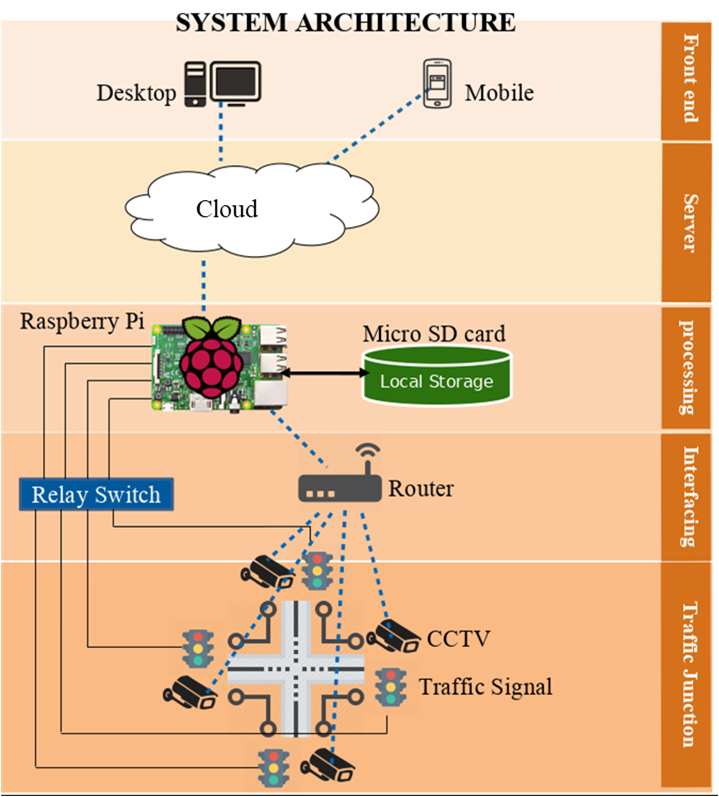 SYSTEM ARCHITECTURE
Desktop
Mobile
Front end
Cloud
Server
Raspberry Pi
Micro SD card
Local Storage
processing
Relay Switch
Router
Interfacing
CCTV
Traffic Signal
Traffic Junction